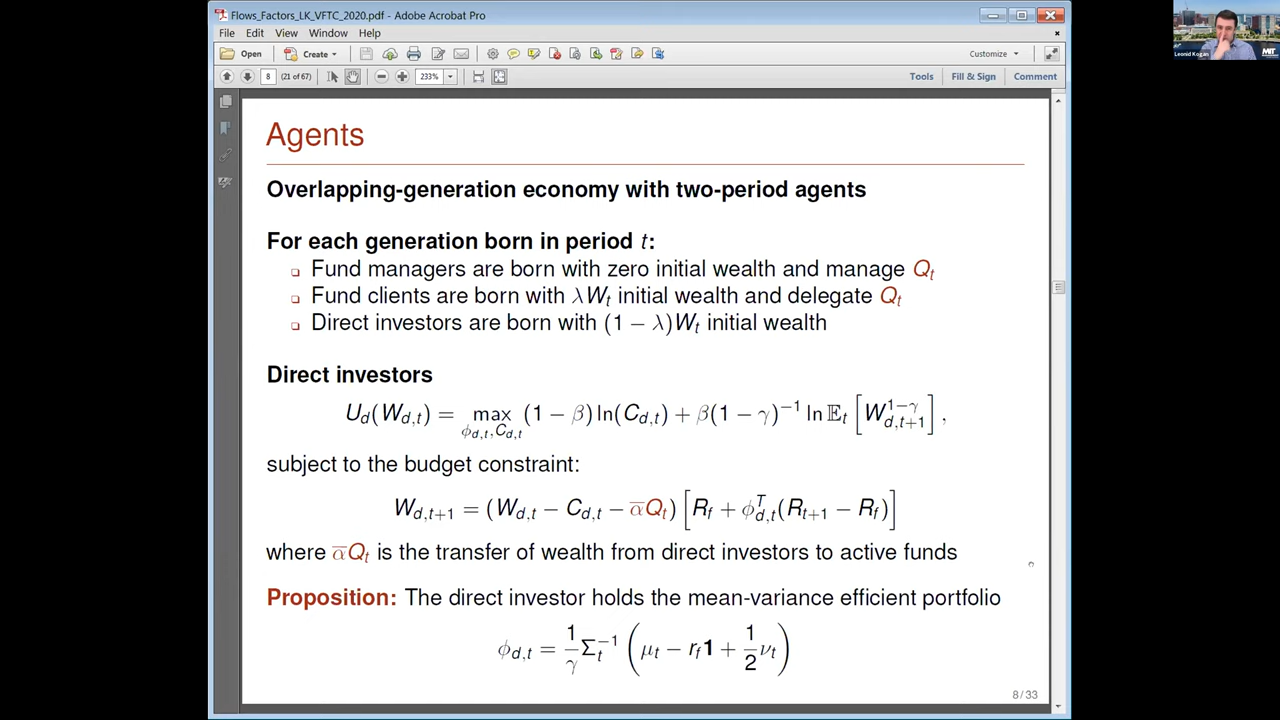 Flows_Factors_LK_VFTC_2020.pdf - Adobe Acrobat Pro
File Edit View Window Help
Open Create Customize
8 (21 of 67) 233% Tools Fill & Sign Comment
Leonid Kogan
MIT
Agents
Overlapping-generation economy with two-period agents
For each generation born in period t:
Fund managers are born with zero initial wealth and manage Q_t
Fund clients are born with λW_t initial wealth and delegate Q_t
Direct investors are born with (1 − λ)W_t initial wealth
Direct investors
U_d(W_{d,t}) = max_{ϕ_{d,t},C_{d,t}} (1 − β) ln(C_{d,t}) + β(1 − γ)^{−1} ln 𝔼_t [W_{d,t+1}^{1−γ}] ,
subject to the budget constraint:
W_{d,t+1} = (W_{d,t} − C_{d,t} − α̅Q_t) [R_f + ϕ_{d,t}^T (R_{t+1} − R_f)]
where α̅Q_t is the transfer of wealth from direct investors to active funds
Proposition: The direct investor holds the mean-variance efficient portfolio
ϕ_{d,t} = 1/γ Σ_t^{−1} (μ_t − r_f 1 + 1/2 ν_t)
8/33